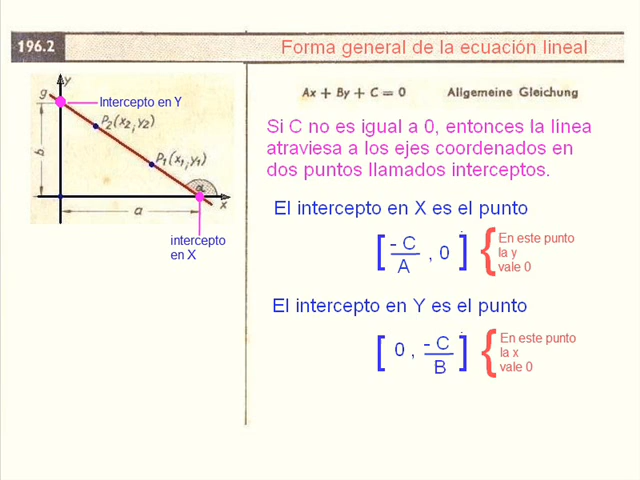 196.2
Forma general de la ecuación lineal
y
g
Intercepto en Y
P2(x2,y2)
P1(x1,y1)
b
α
x
a
intercepto
en X
Ax + By + C = 0 Allgemeine Gleichung
Si C no es igual a 0, entonces la línea
atraviesa a los ejes coordenados en
dos puntos llamados interceptos.
El intercepto en X es el punto
[ - C / A , 0 ]
En este punto
la y
vale 0
El intercepto en Y es el punto
[ 0 , - C / B ]
En este punto
la x
vale 0